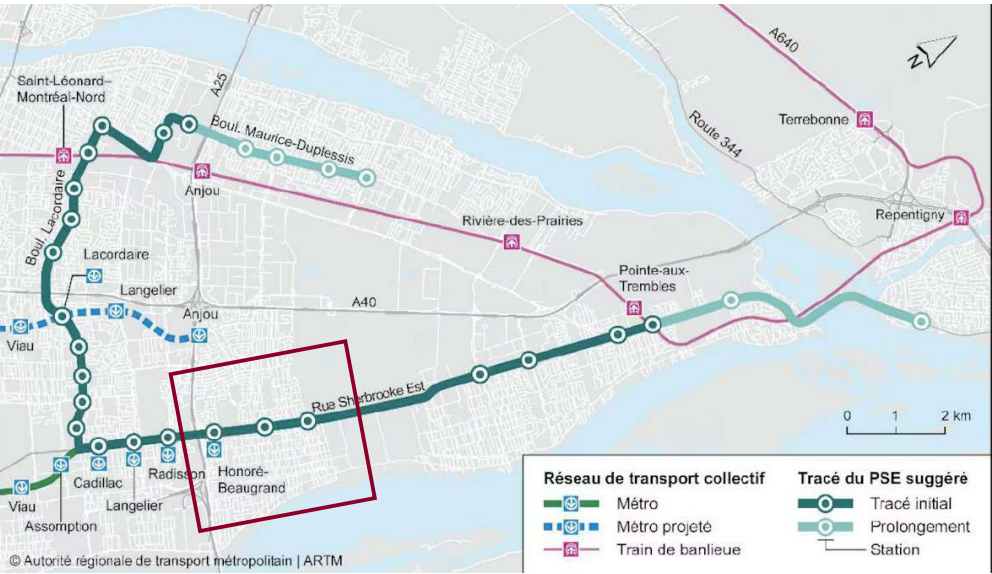 A640
N
Saint-Léonard–
Montréal-Nord
A25
Terrebonne
Boul. Maurice-Duplessis
Route 344
Anjou
Boul. Lacordaire
Rivière-des-Prairies
Repentigny
Lacordaire
Langelier
Pointe-aux-
Trembles
Anjou
A40
Viau
Rue Sherbrooke Est
0 1 2 km
Cadillac
Radisson
Honoré-
Beaugrand
Langelier
Viau
Assomption
Réseau de transport collectif
Métro
Métro projeté
Train de banlieue
Tracé du PSE suggéré
Tracé initial
Prolongement
Station
© Autorité régionale de transport métropolitain | ARTM